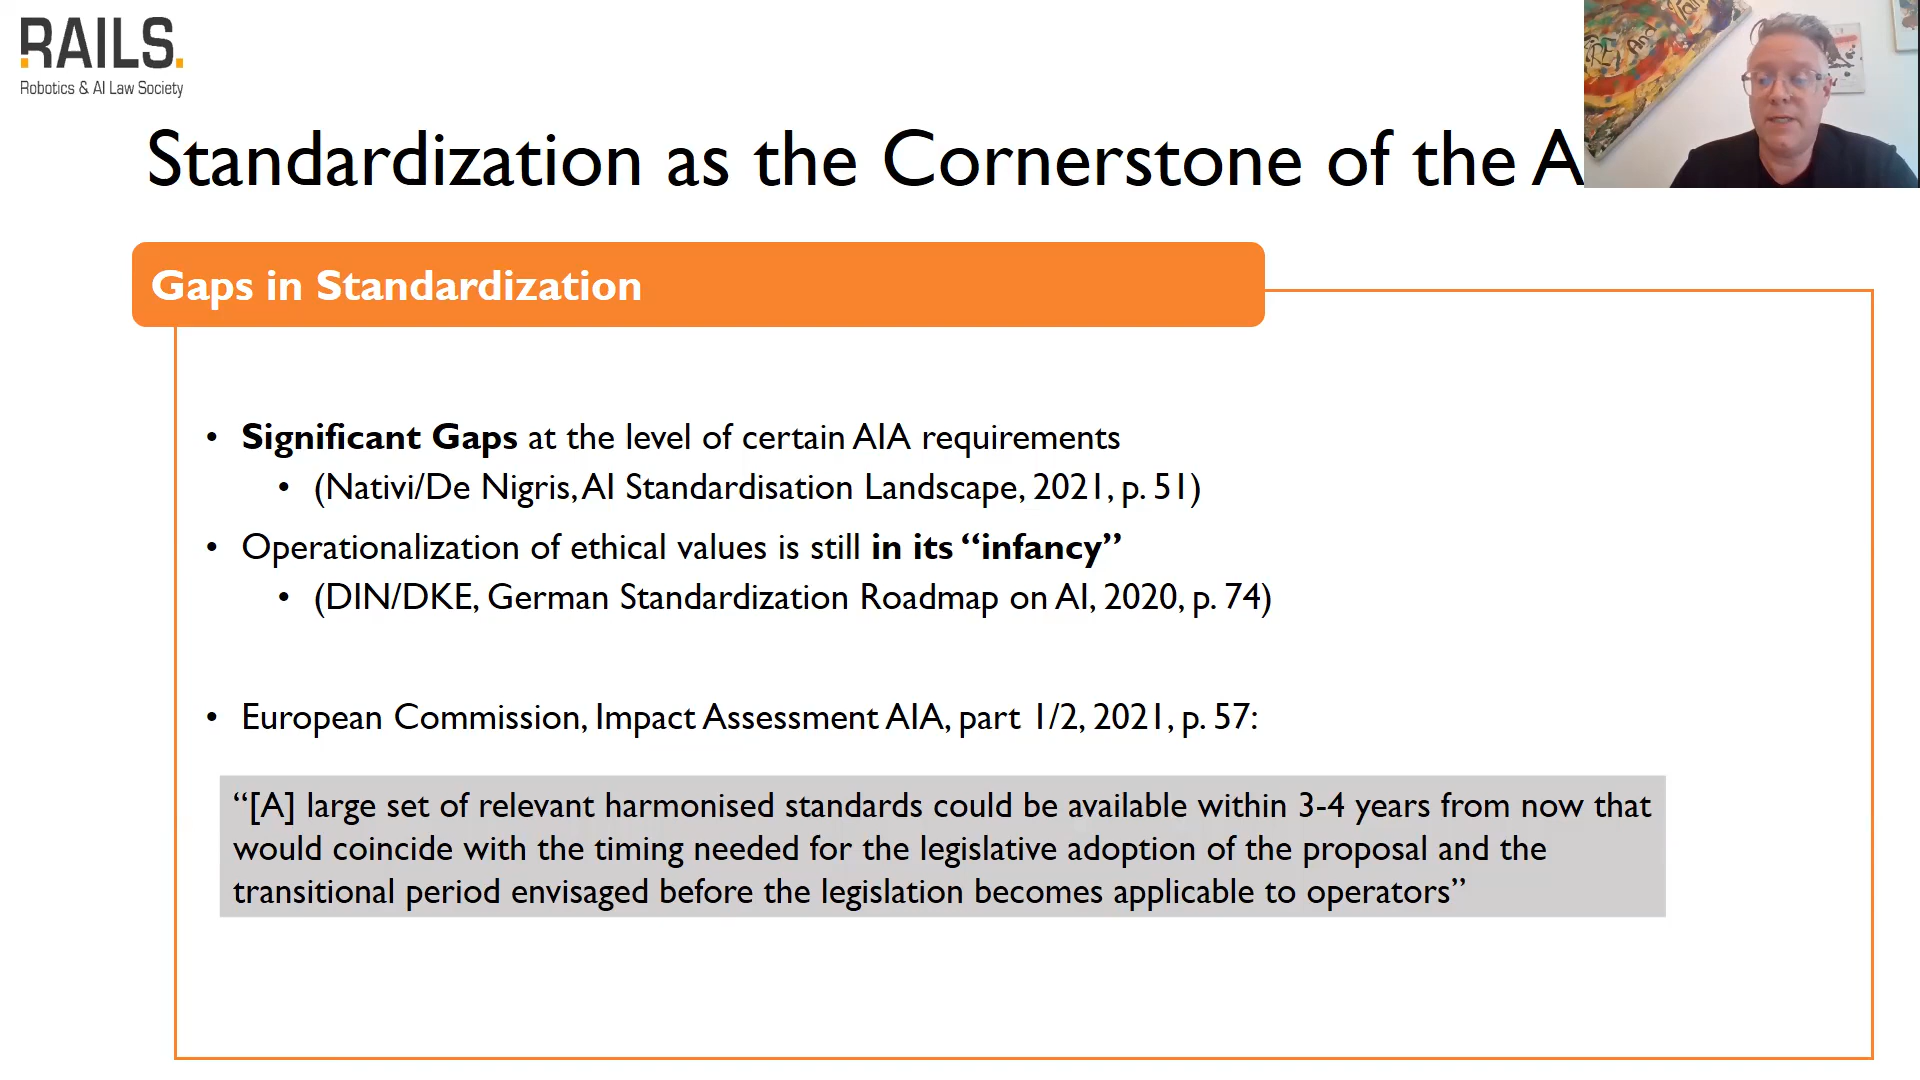 RAILS.
Robotics & AI Law Society
Standardization as the Cornerstone of the A
Gaps in Standardization
• Significant Gaps at the level of certain AIA requirements
• (Nativi/De Nigris, AI Standardisation Landscape, 2021, p. 51)
• Operationalization of ethical values is still in its “infancy”
• (DIN/DKE, German Standardization Roadmap on AI, 2020, p. 74)
• European Commission, Impact Assessment AIA, part 1/2, 2021, p. 57:
“[A] large set of relevant harmonised standards could be available within 3-4 years from now that
would coincide with the timing needed for the legislative adoption of the proposal and the
transitional period envisaged before the legislation becomes applicable to operators”
And